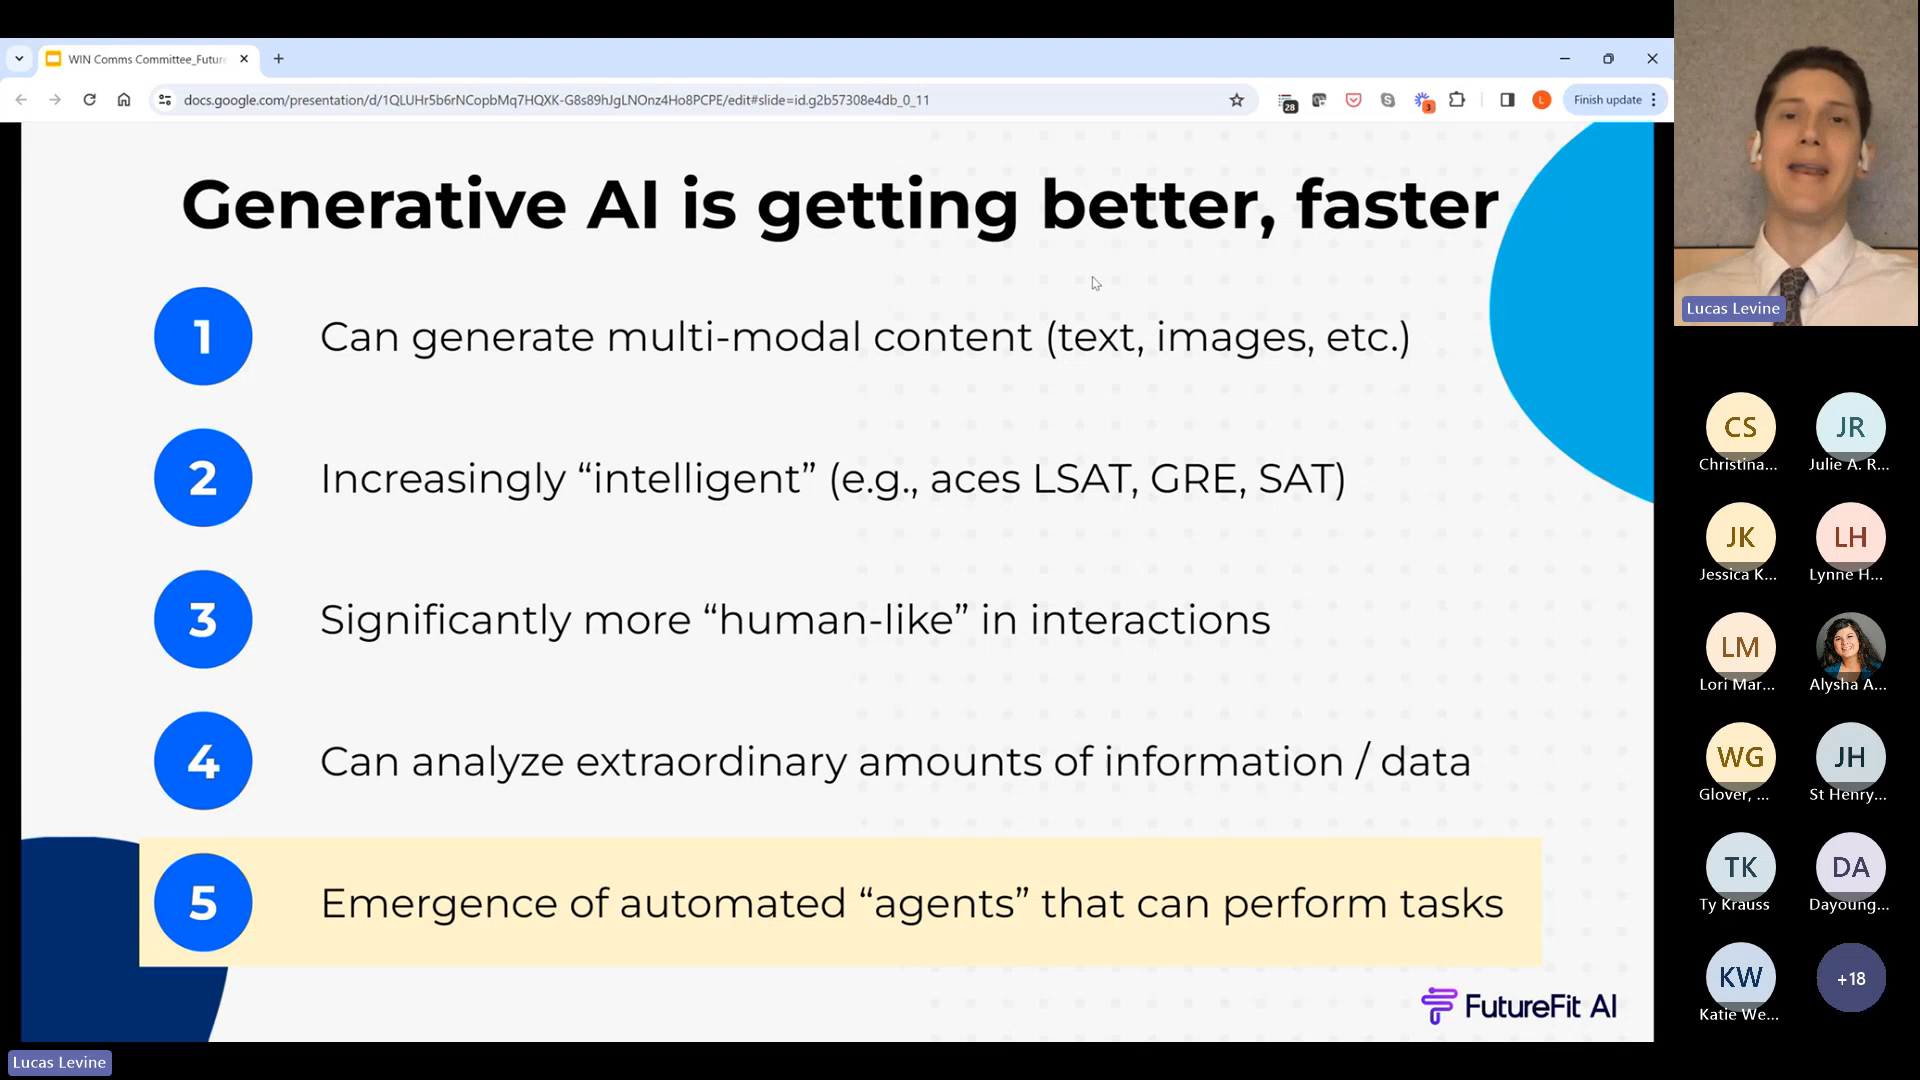 WIN Comms Committee_Future
docs.google.com/presentation/d/1QLUHr5b6rNCopbMq7HQXK-G8s89hJgLNOnz4Ho8PCPE/edit#slide=id.g2b57308e4db_0_11
28
3
L
Finish update
Generative AI is getting better, faster
1 Can generate multi-modal content (text, images, etc.)
2 Increasingly “intelligent” (e.g., aces LSAT, GRE, SAT)
3 Significantly more “human-like” in interactions
4 Can analyze extraordinary amounts of information / data
5 Emergence of automated “agents” that can perform tasks
FutureFit AI
Lucas Levine
Lucas Levine
CS JR
Christina... Julie A. R...
JK LH
Jessica K... Lynne H...
LM
Lori Mar... Alysha A...
WG JH
Glover, ... St Henry...
TK DA
Ty Krauss Dayoung...
KW +18
Katie We...